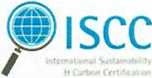 ISCC
International Sustainability
& Carbon Certification